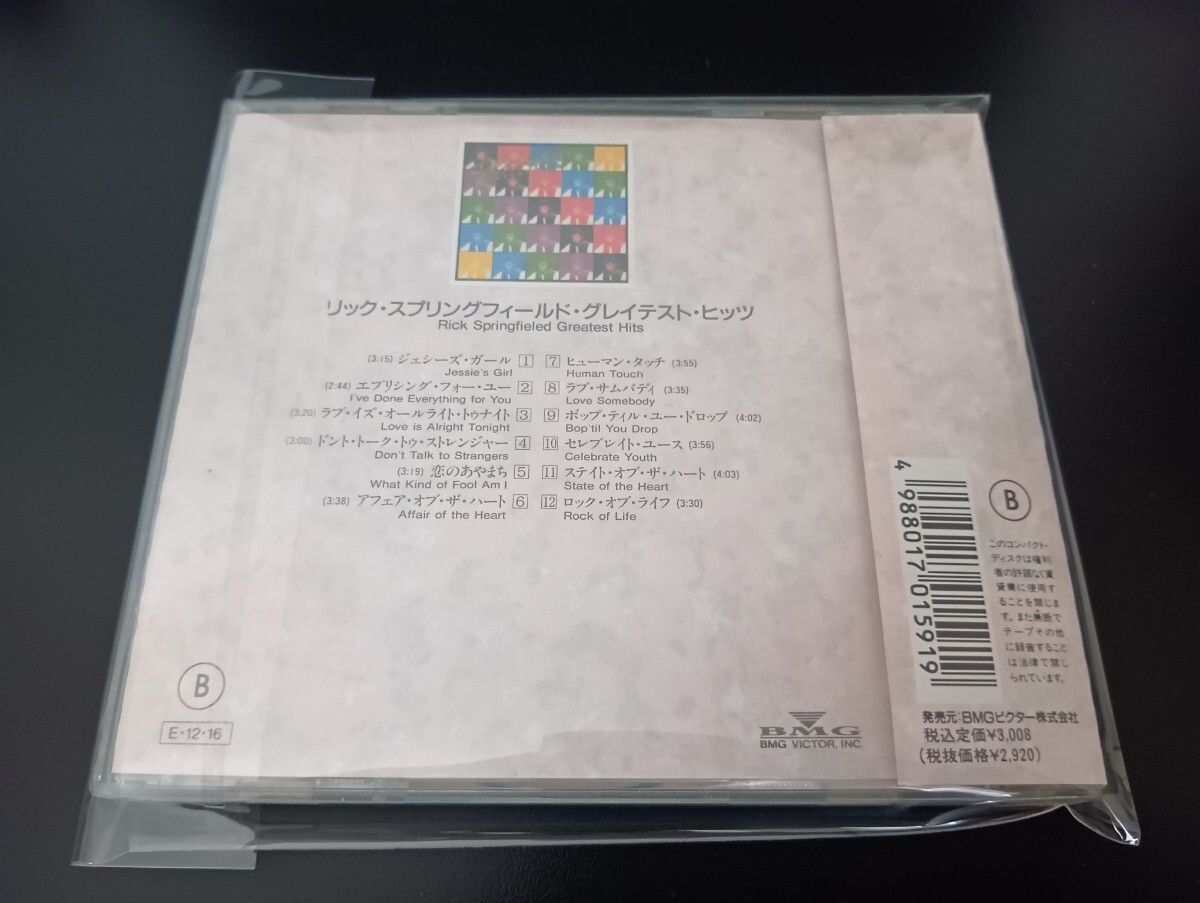 リック・スプリングフィールド・グレイテスト・ヒッツ
Rick Springfieled Greatest Hits
(3:15) ジェシーズ・ガール 1
Jessie's Girl
(2:44) エブリシング・フォー・ユー 2
I've Done Everything for You
(3:20) ラブ・イズ・オールライト・トゥナイト 3
Love is Alright Tonight
(3:00) ドント・トーク・トゥ・ストレンジャー 4
Don't Talk to Strangers
(3:19) 恋のあやまち 5
What Kind of Fool Am I
(3:38) アフェア・オブ・ザ・ハート 6
Affair of the Heart
7 ヒューマン・タッチ (3:55)
Human Touch
8 ラブ・サムバディ (3:35)
Love Somebody
9 ボップ・ティル・ユー・ドロップ (4:02)
Bop'til You Drop
10 セレブレイト・ユース (3:56)
Celebrate Youth
11 ステイト・オブ・ザ・ハート (4:03)
State of the Heart
12 ロック・オブ・ライフ (3:30)
Rock of Life
B
E・12・16
BMG
BMG VICTOR, INC.
4 988017 015919
B
このコンパクト・
ディスクは権利
者の許諾なく賃
貸業に使用す
ることを禁じま
す。また無断で
テープその他
に録音すること
は法律で禁じ
られています。
発売元:BMGビクター株式会社
税込定価¥3,008
(税抜価格¥2,920)